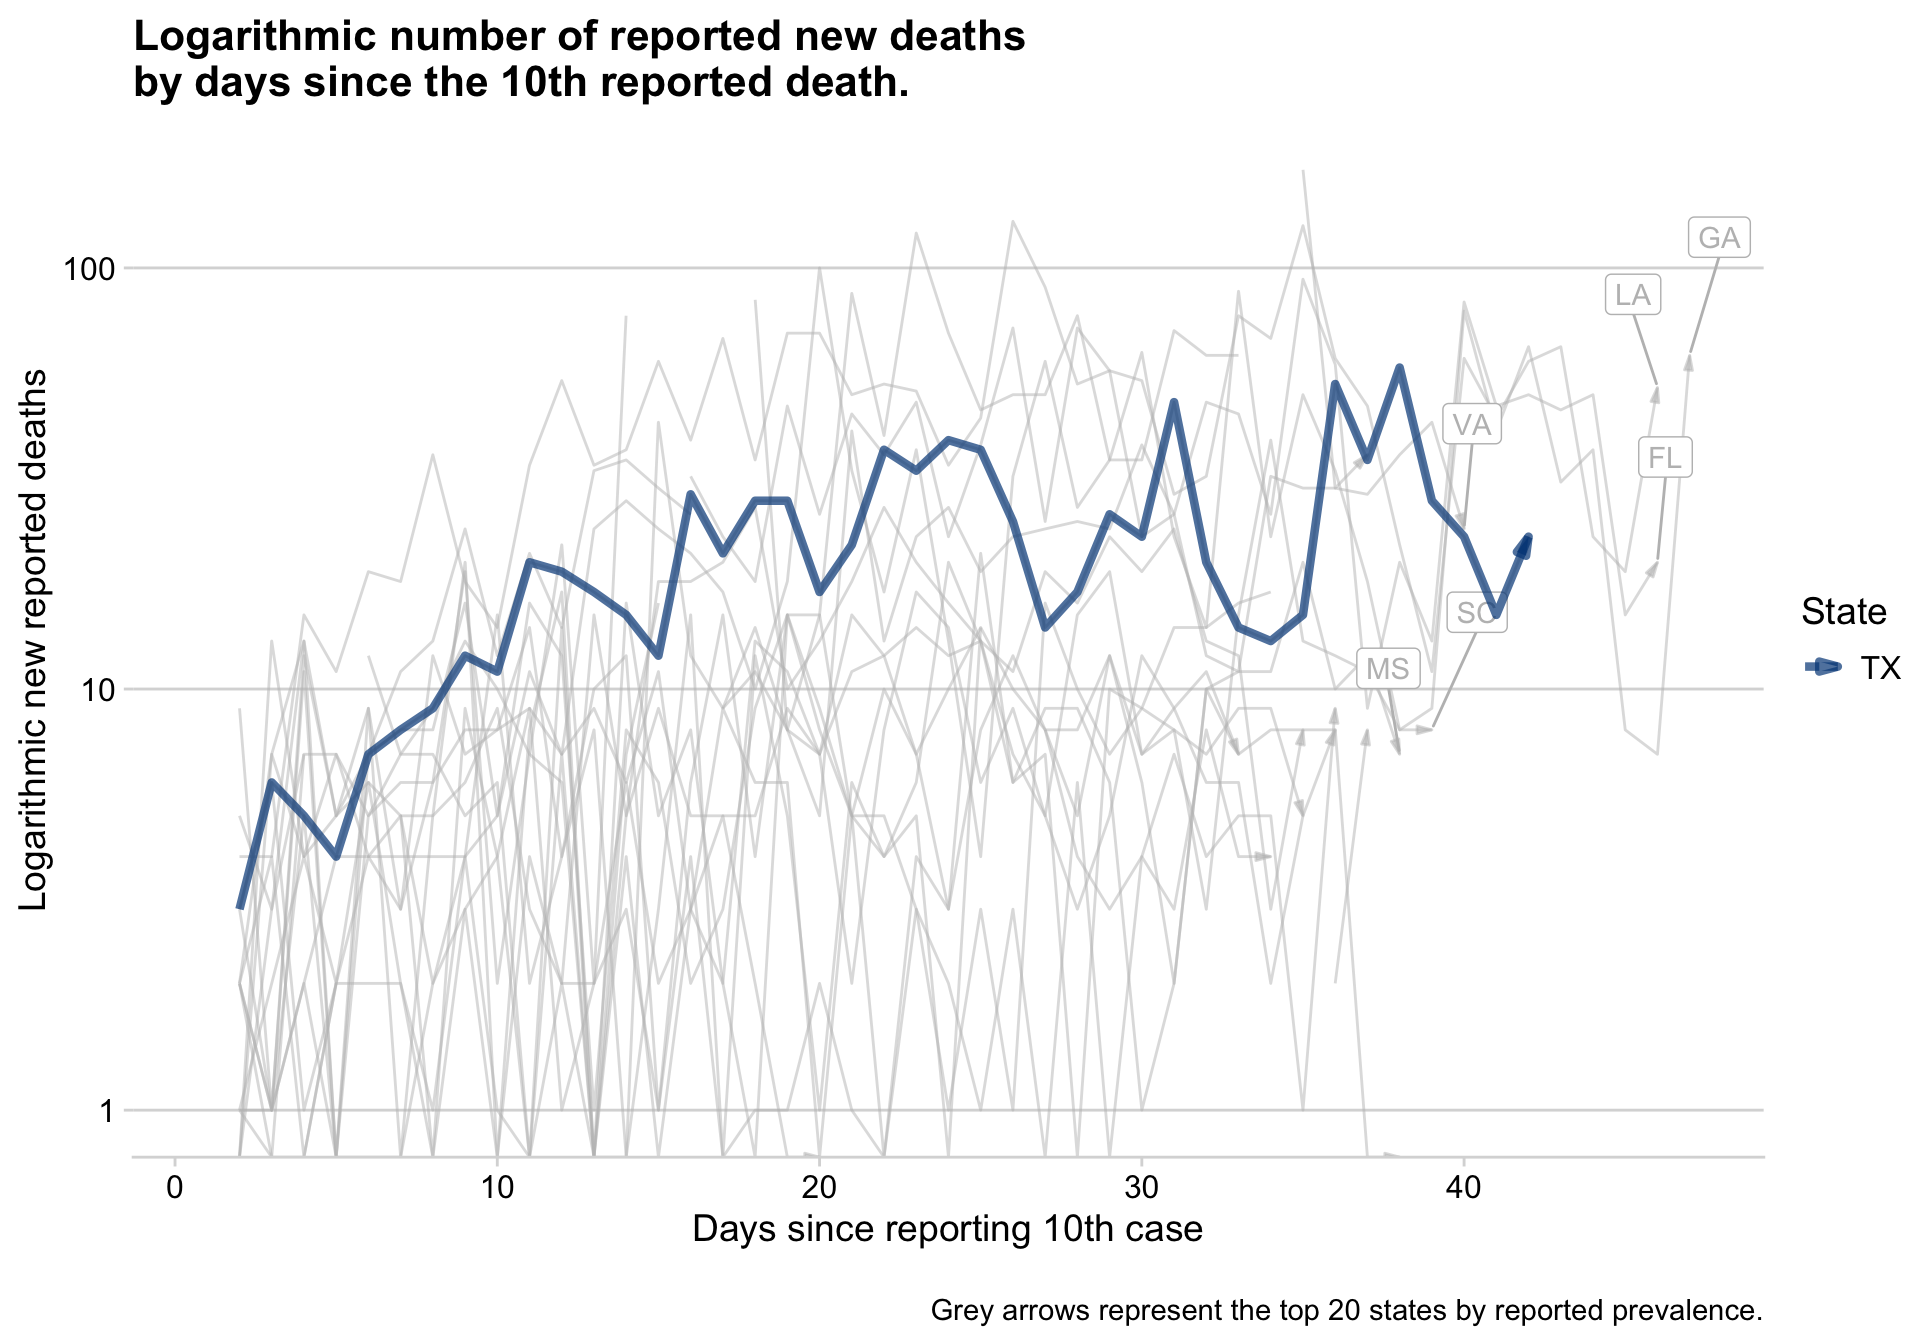 Logarithmic number of reported new deaths
by days since the 10th reported death.
Logarithmic new reported deaths
100
10
1
GA
LA
VA
FL
SC
MS
State
TX
0 10 20 30 40
Days since reporting 10th case
Grey arrows represent the top 20 states by reported prevalence.